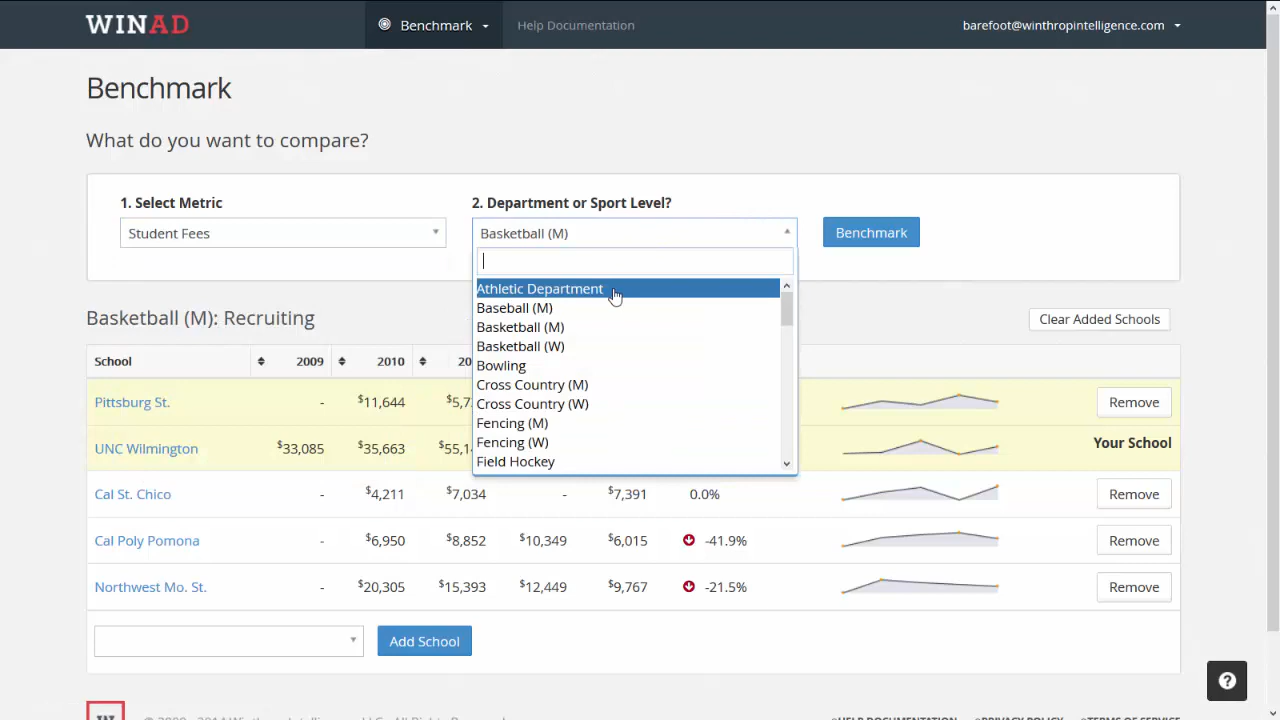 WINAD Benchmark Help Documentation barefoot@winthropintelligence.com
Benchmark
What do you want to compare?
1. Select Metric 2. Department or Sport Level?
Student Fees Basketball (M) Benchmark
Athletic Department
Baseball (M)
Basketball (M)
Basketball (W)
Bowling
Cross Country (M)
Cross Country (W)
Fencing (M)
Fencing (W)
Field Hockey
Basketball (M): Recruiting Clear Added Schools
School 2009 2010
Pittsburg St. - $11,644 Remove
UNC Wilmington $33,085 $35,663 Your School
Cal St. Chico - $4,211 $7,034 - $7,391 0.0% Remove
Cal Poly Pomona - $6,950 $8,852 $10,349 $6,015 -41.9% Remove
Northwest Mo. St. - $20,305 $15,393 $12,449 $9,767 -21.5% Remove
Add School
?